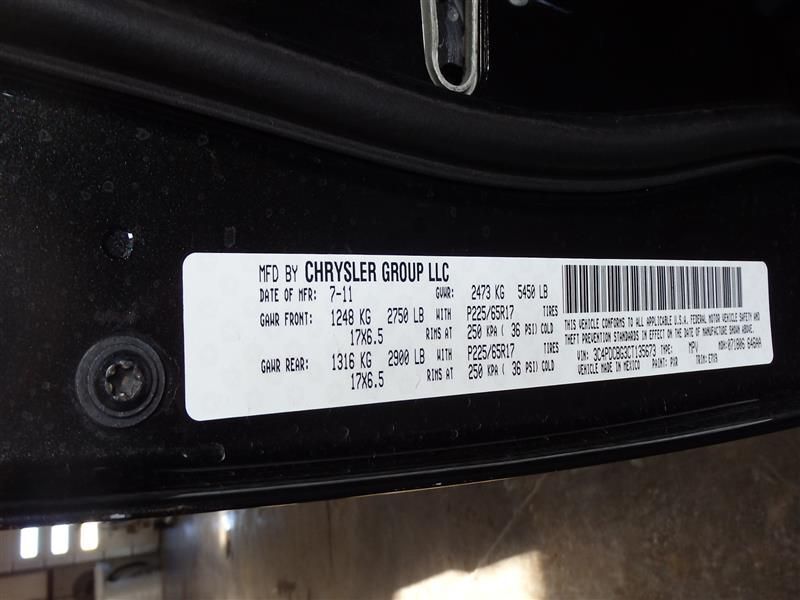 MFD BY CHRYSLER GROUP LLC
DATE OF MFR: 7-11 GVWR: 2473 KG 5450 LB
GAWR FRONT: 1248 KG 2750 LB WITH P225/65R17 TIRES
17X6.5 RIMS AT 250 KPA ( 36 PSI) COLD
GAWR REAR: 1316 KG 2900 LB WITH P225/65R17 TIRES
17X6.5 RIMS AT 250 KPA ( 36 PSI) COLD
THIS VEHICLE CONFORMS TO ALL APPLICABLE U.S.A. FEDERAL MOTOR VEHICLE SAFETY AND
THEFT PREVENTION STANDARDS IN EFFECT ON THE DATE OF MANUFACTURE SHOWN ABOVE.
VIN: 3C4PDCBG3CT135673 TYPE: MPV MDH: 071806 646AA
VEHICLE MADE IN MEXICO PAINT: PXR TRIM: